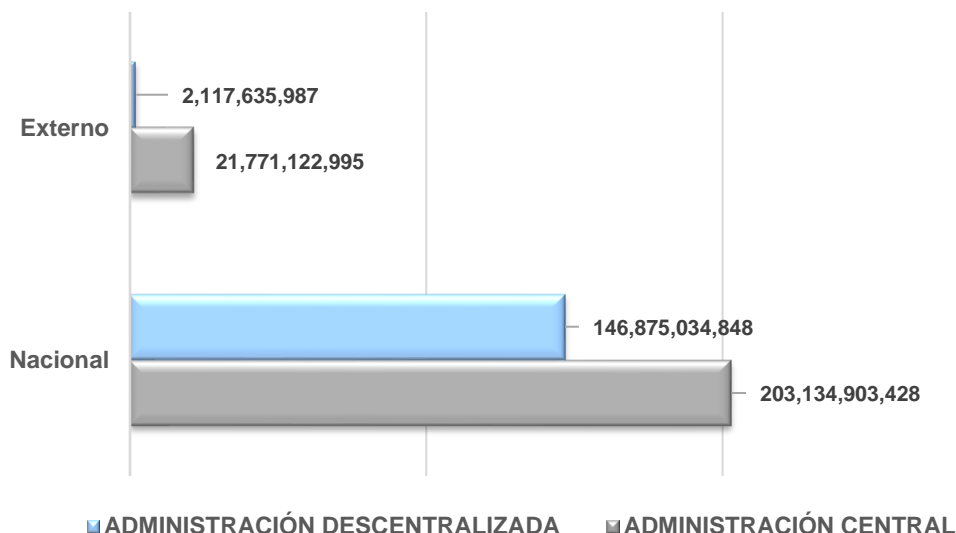 2,117,635,987
Externo
21,771,122,995
146,875,034,848
Nacional
203,134,903,428
ADMINISTRACIÓN DESCENTRALIZADA ADMINISTRACIÓN CENTRAL